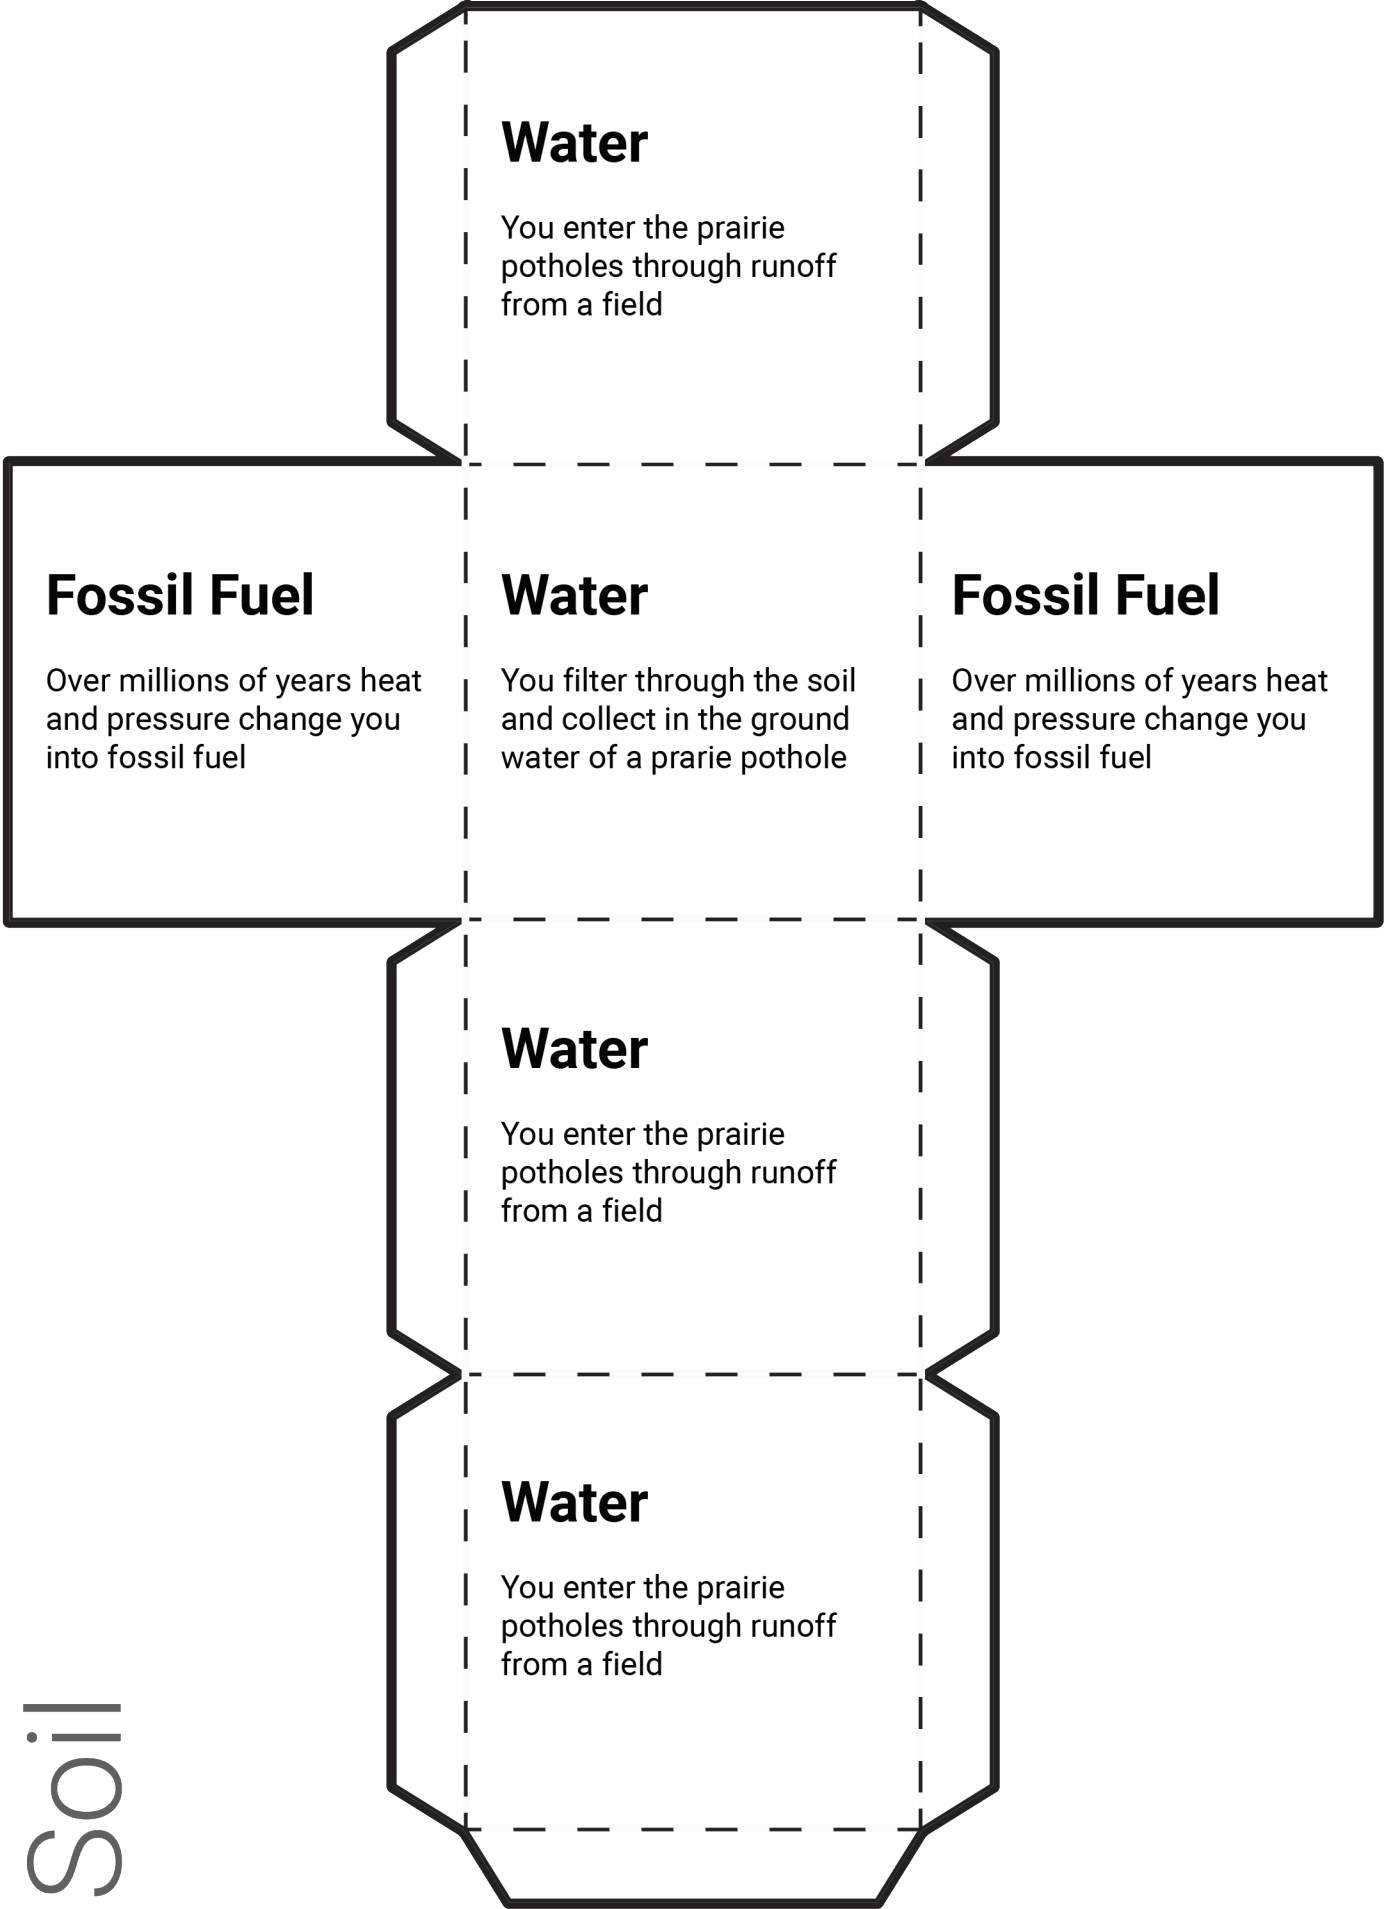 Water
You enter the prairie
potholes through runoff
from a field
Fossil Fuel
Over millions of years heat
and pressure change you
into fossil fuel
Water
You filter through the soil
and collect in the ground
water of a prarie pothole
Fossil Fuel
Over millions of years heat
and pressure change you
into fossil fuel
Water
You enter the prairie
potholes through runoff
from a field
Water
You enter the prairie
potholes through runoff
from a field
Soil